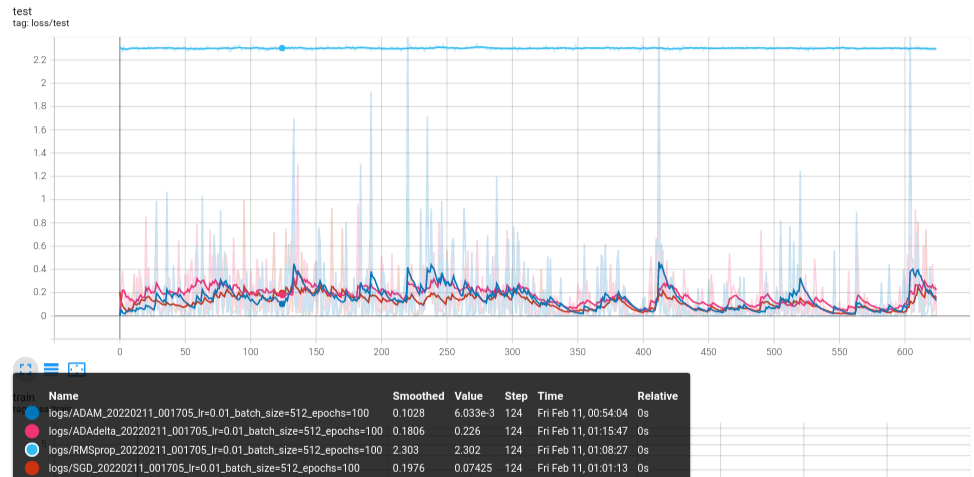 test
tag: loss/test
2.2
2
1.8
1.6
1.4
1.2
1
0.8
0.6
0.4
0.2
0
0 50 100 150 200 250 300 350 400 450 500 550 600
train
Name Smoothed Value Step Time Relative
logs/ADAM_20220211_001705_lr=0.01_batch_size=512_epochs=100 0.1028 6.033e-3 124 Fri Feb 11, 00:54:04 0s
logs/ADAdelta_20220211_001705_lr=0.01_batch_size=512_epochs=100 0.1806 0.226 124 Fri Feb 11, 01:15:47 0s
logs/RMSprop_20220211_001705_lr=0.01_batch_size=512_epochs=100 2.303 2.302 124 Fri Feb 11, 01:08:27 0s
logs/SGD_20220211_001705_lr=0.01_batch_size=512_epochs=100 0.1976 0.07425 124 Fri Feb 11, 01:01:13 0s